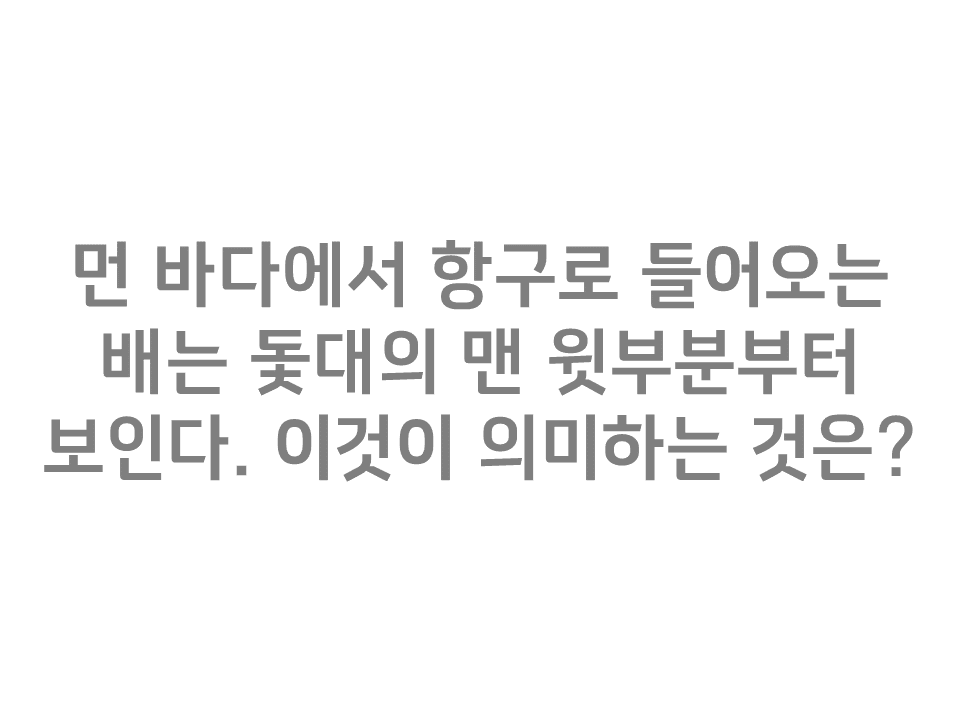 먼 바다에서 항구로 들어오는
배는 돛대의 맨 윗부분부터
보인다. 이것이 의미하는 것은?